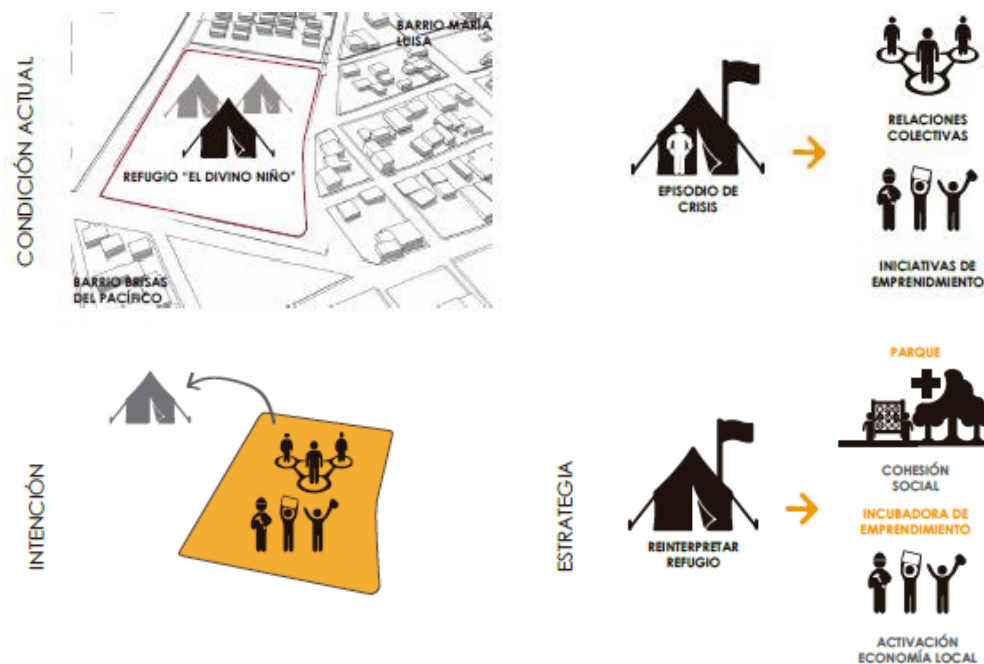 CONDICIÓN ACTUAL
BARRIO MARÍA
LUISA
REFUGIO "EL DIVINO NIÑO"
BARRIO BRISAS
DEL PACÍFICO
EPISODIO DE
CRISIS
RELACIONES
COLECTIVAS
INICIATIVAS DE
EMPRENIDMIENTO
INTENCIÓN
ESTRATEGIA
REINTERPRETAR
REFUGIO
PARQUE
COHESIÓN
SOCIAL
INCUBADORA DE
EMPRENDIMIENTO
ACTIVACIÓN
ECONOMÍA LOCAL